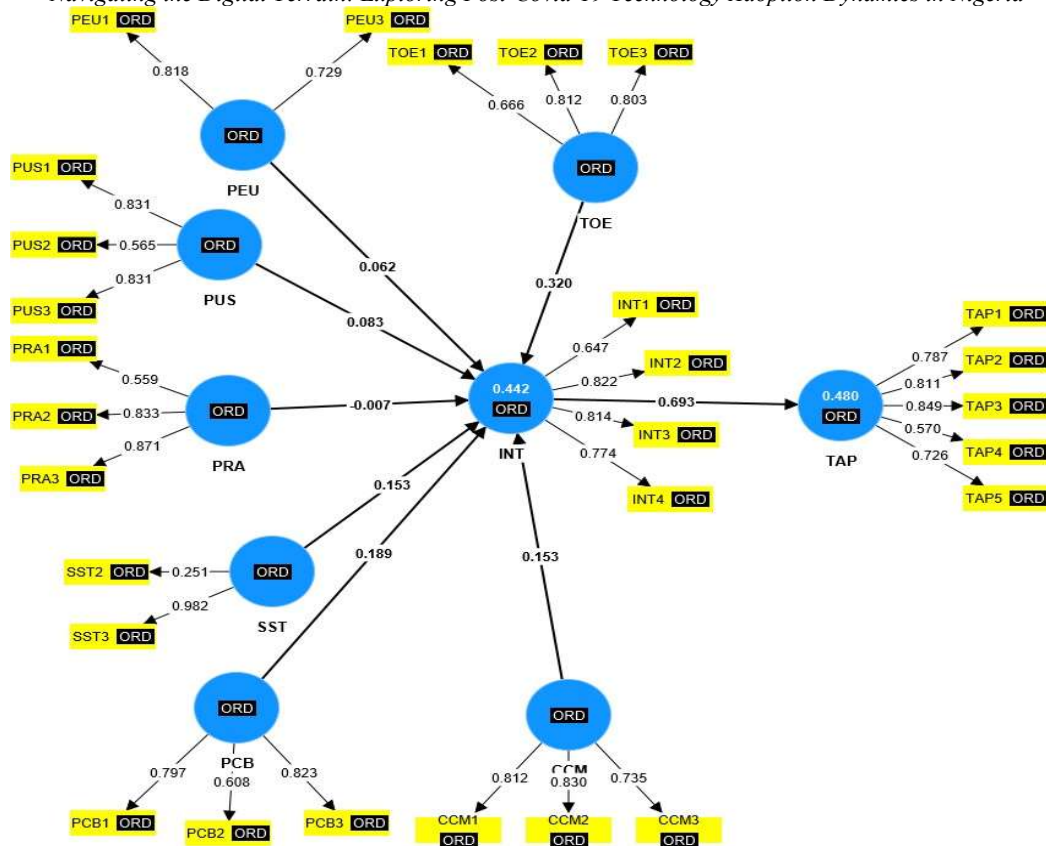 Navigating the Digital Terrain: Exploring Post-Covid-19 Technology Adoption Dynamics in Nigeria
PEU1 ORD
PEU3 ORD
0.818
0.729
ORD
PEU
TOE1 ORD
TOE2 ORD
TOE3 ORD
0.666
0.812
0.803
ORD
TOE
PUS1 ORD
0.831
PUS2 ORD
0.565
PUS3 ORD
0.831
ORD
PUS
0.062
0.083
0.320
PRA1 ORD
0.559
PRA2 ORD
0.833
PRA3 ORD
0.871
ORD
PRA
-0.007
0.442
ORD
INT
INT1 ORD
0.647
INT2 ORD
0.822
INT3 ORD
0.814
INT4 ORD
0.774
0.693
0.480
ORD
TAP
TAP1 ORD
0.787
TAP2 ORD
0.811
TAP3 ORD
0.849
TAP4 ORD
0.570
TAP5 ORD
0.726
0.153
0.189
0.153
SST2 ORD
0.251
SST3 ORD
0.982
ORD
SST
ORD
PCB
0.797
0.608
0.823
PCB1 ORD
PCB2 ORD
PCB3 ORD
ORD
CCM
0.812
0.830
0.735
CCM1
ORD
CCM2
ORD
CCM3
ORD